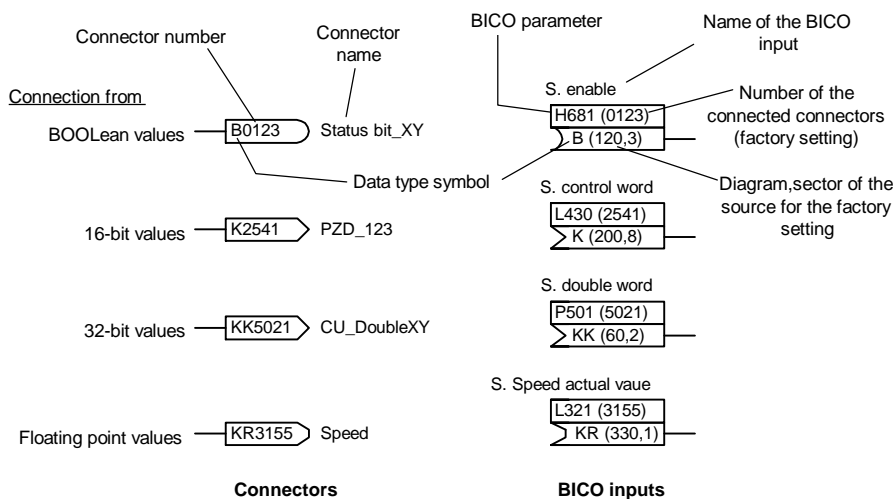 Connector number
Connector
name
BICO parameter
Name of the BICO
input
Connection from
BOOLean values
B0123
Status bit_XY
S. enable
H681 (0123)
B (120,3)
Number of the
connected connectors
(factory setting)
Data type symbol
Diagram,sector of the
source for the factory
setting
16-bit values
K2541
PZD_123
S. control word
L430 (2541)
K (200,8)
32-bit values
KK5021
CU_DoubleXY
S. double word
P501 (5021)
KK (60,2)
Floating point values
KR3155
Speed
S. Speed actual vaue
L321 (3155)
KR (330,1)
Connectors
BICO inputs